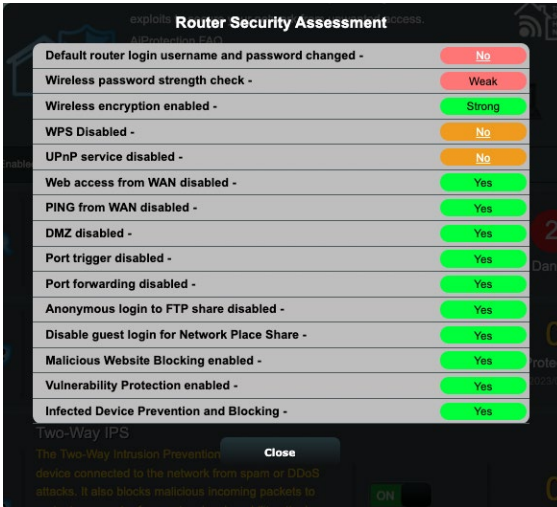 exploits access.
Router Security Assessment
AiProtection FAQ
Default router login username and password changed - No
Wireless password strength check - Weak
Wireless encryption enabled - Strong
WPS Disabled - No
UPnP service disabled - No
Web access from WAN disabled - Yes
PING from WAN disabled - Yes
DMZ disabled - Yes
Port trigger disabled - Yes
Port forwarding disabled - Yes
Anonymous login to FTP share disabled - Yes
Disable guest login for Network Place Share - Yes
Malicious Website Blocking enabled - Yes
Vulnerability Protection enabled - Yes
Infected Device Prevention and Blocking - Yes
Two-Way IPS
The Two-Way Intrusion Prevention
Close
device connected to the network from spam or DDoS
attacks. It also blocks malicious incoming packets to
ON